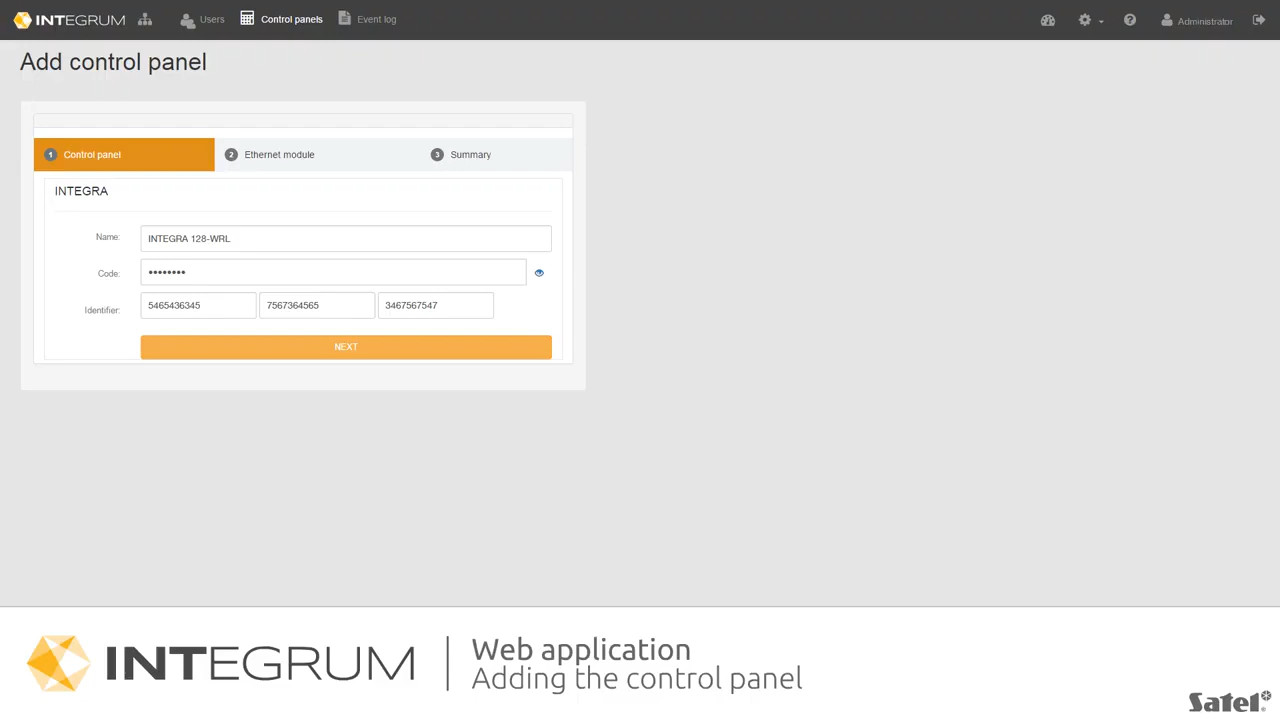 INTEGRUM Users Control panels Event log Administrator
Add control panel
1 Control panel 2 Ethernet module 3 Summary
INTEGRA
Name: INTEGRA 128-WRL
Code: ••••••••
Identifier: 5465436345 7567364565 3467567547
NEXT
INTEGRUM
Web application
Adding the control panel
Satel